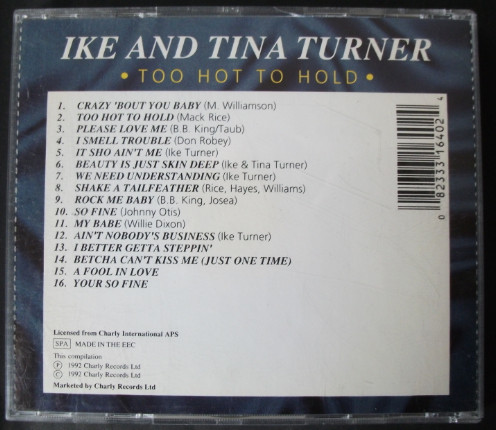 IKE AND TINA TURNER
• TOO HOT TO HOLD •
1. CRAZY 'BOUT YOU BABY (M. Williamson)
2. TOO HOT TO HOLD (Mack Rice)
3. PLEASE LOVE ME (B.B. King/Taub)
4. I SMELL TROUBLE (Don Robey)
5. IT SHO AIN'T ME (Ike Turner)
6. BEAUTY IS JUST SKIN DEEP (Ike & Tina Turner)
7. WE NEED UNDERSTANDING (Ike Turner)
8. SHAKE A TAILFEATHER (Rice, Hayes, Williams)
9. ROCK ME BABY (B.B. King, Josea)
10. SO FINE (Johnny Otis)
11. MY BABE (Willie Dixon)
12. AIN'T NOBODY'S BUSINESS (Ike Turner)
13. I BETTER GETTA STEPPIN'
14. BETCHA CAN'T KISS ME (JUST ONE TIME)
15. A FOOL IN LOVE
16. YOUR SO FINE
0 82333 16402 4
Licensed from Charly International APS
SPA MADE IN THE EEC
This compilation
Ⓟ 1992 Charly Records Ltd
© 1992 Charly Records Ltd
Marketed by Charly Records Ltd